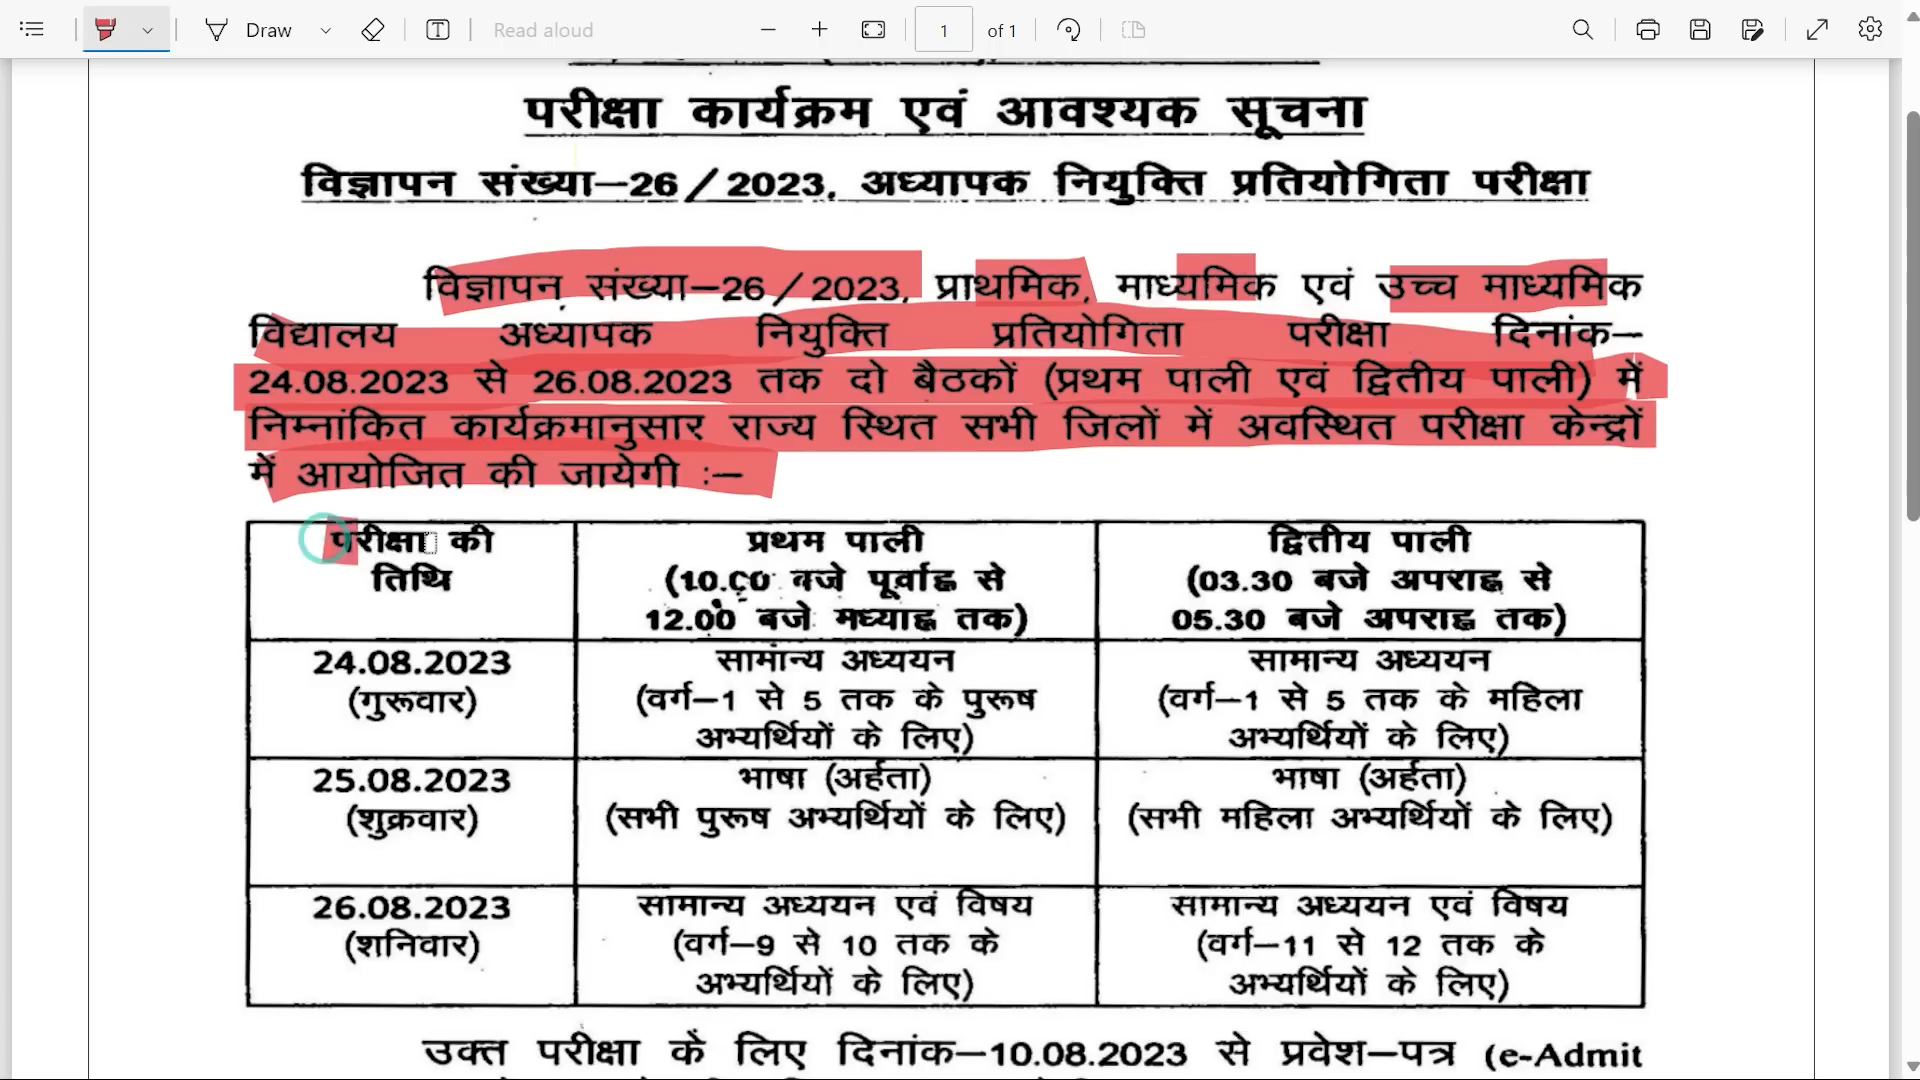 Draw
Read aloud
1 of 1
परीक्षा कार्यक्रम एवं आवश्यक सूचना
विज्ञापन संख्या–26/2023, अध्यापक नियुक्ति प्रतियोगिता परीक्षा
विज्ञापन संख्या–26/2023, प्राथमिक, माध्यमिक एवं उच्च माध्यमिक
विद्यालय अध्यापक नियुक्ति प्रतियोगिता परीक्षा दिनांक–
24.08.2023 से 26.08.2023 तक दो बैठकों (प्रथम पाली एवं द्वितीय पाली) में
निम्नांकित कार्यक्रमानुसार राज्य स्थित सभी जिलों में अवस्थित परीक्षा केन्द्रों
में आयोजित की जायेगी :–
परीक्षा की
तिथि
प्रथम पाली
(10.00 बजे पूर्वाह्न से
12.00 बजे मध्याह्न तक)
द्वितीय पाली
(03.30 बजे अपराह्न से
05.30 बजे अपराह्न तक)
24.08.2023
(गुरूवार)
सामान्य अध्ययन
(वर्ग–1 से 5 तक के पुरूष
अभ्यर्थियों के लिए)
सामान्य अध्ययन
(वर्ग–1 से 5 तक के महिला
अभ्यर्थियों के लिए)
25.08.2023
(शुक्रवार)
भाषा (अर्हता)
(सभी पुरूष अभ्यर्थियों के लिए)
भाषा (अर्हता)
(सभी महिला अभ्यर्थियों के लिए)
26.08.2023
(शनिवार)
सामान्य अध्ययन एवं विषय
(वर्ग–9 से 10 तक के
अभ्यर्थियों के लिए)
सामान्य अध्ययन एवं विषय
(वर्ग–11 से 12 तक के
अभ्यर्थियों के लिए)
उक्त परीक्षा के लिए दिनांक–10.08.2023 से प्रवेश–पत्र (e-Admit